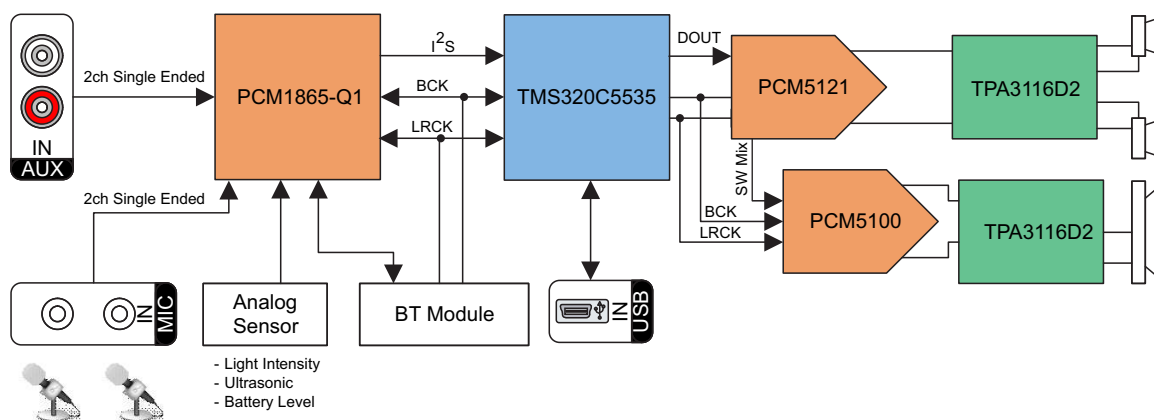 2ch Single Ended
IN
AUX
PCM1865-Q1
I2S
BCK
LRCK
TMS320C5535
DOUT
PCM5121
TPA3116D2
SW Mix
BCK
LRCK
PCM5100
TPA3116D2
2ch Single Ended
IN
MIC
Analog
Sensor
- Light Intensity
- Ultrasonic
- Battery Level
BT Module
IN
USB